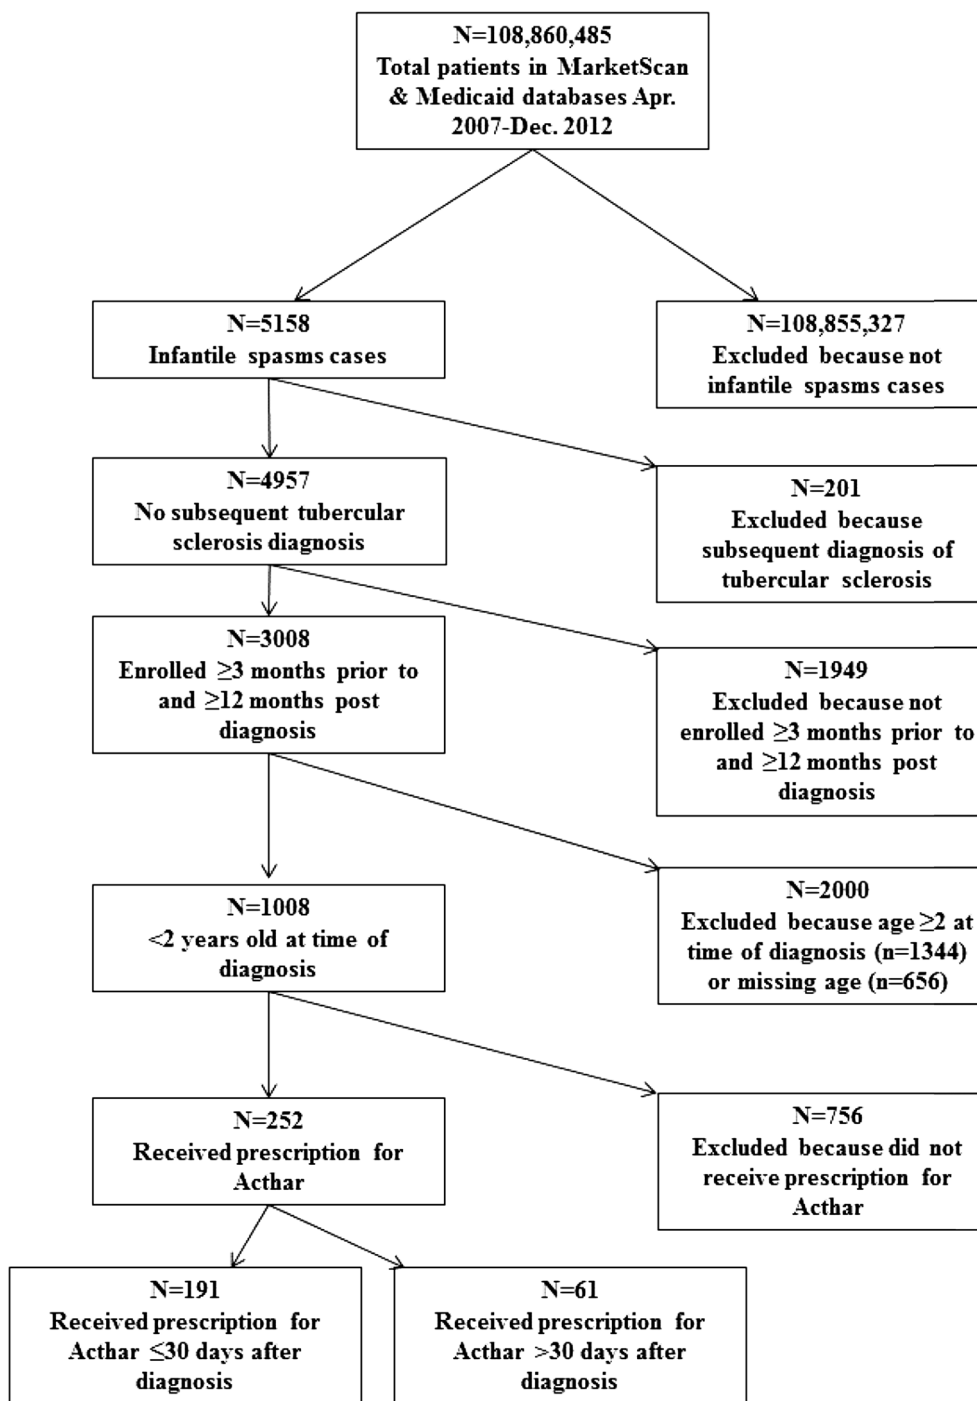 N=108,860,485
Total patients in MarketScan
& Medicaid databases Apr.
2007-Dec. 2012
N=5158
Infantile spasms cases
N=108,855,327
Excluded because not
infantile spasms cases
N=4957
No subsequent tubercular
sclerosis diagnosis
N=201
Excluded because
subsequent diagnosis of
tubercular sclerosis
N=3008
Enrolled ≥3 months prior to
and ≥12 months post
diagnosis
N=1949
Excluded because not
enrolled ≥3 months prior to
and ≥12 months post
diagnosis
N=1008
<2 years old at time of
diagnosis
N=2000
Excluded because age ≥2 at
time of diagnosis (n=1344)
or missing age (n=656)
N=252
Received prescription for
Acthar
N=756
Excluded because did not
receive prescription for
Acthar
N=191
Received prescription for
Acthar ≤30 days after
diagnosis
N=61
Received prescription for
Acthar >30 days after
diagnosis